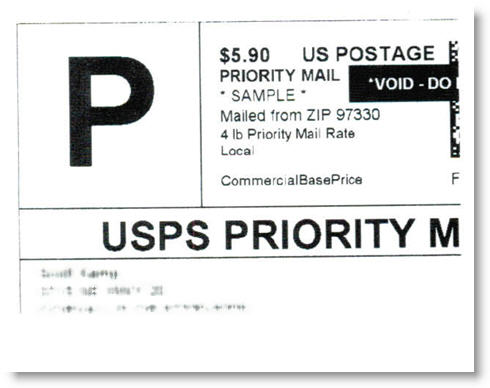 P
$5.90 US POSTAGE
PRIORITY MAIL
*VOID - DO
* SAMPLE *
Mailed from ZIP 97330
4 lb Priority Mail Rate
Local
CommercialBasePrice F
USPS PRIORITY M